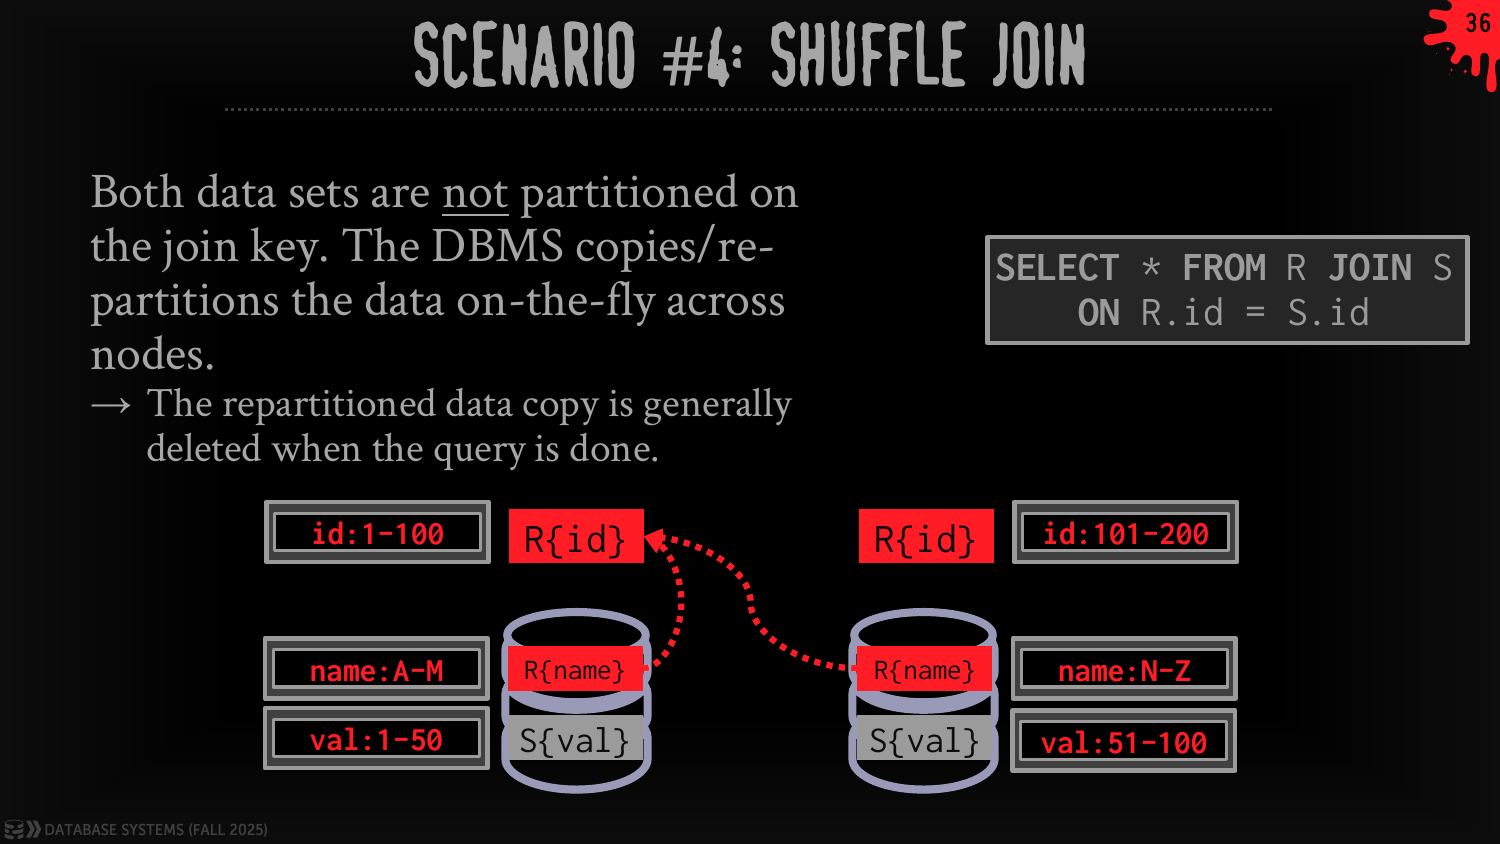 SCENARIO #4: SHUFFLE JOIN
36
Both data sets are not partitioned on
the join key. The DBMS copies/re-
partitions the data on-the-fly across
nodes.
→ The repartitioned data copy is generally
deleted when the query is done.
SELECT * FROM R JOIN S
ON R.id = S.id
id:1-100
R{id}
R{id}
id:101-200
name:A-M
R{name}
R{name}
name:N-Z
val:1-50
S{val}
S{val}
val:51-100
DATABASE SYSTEMS (FALL 2025)